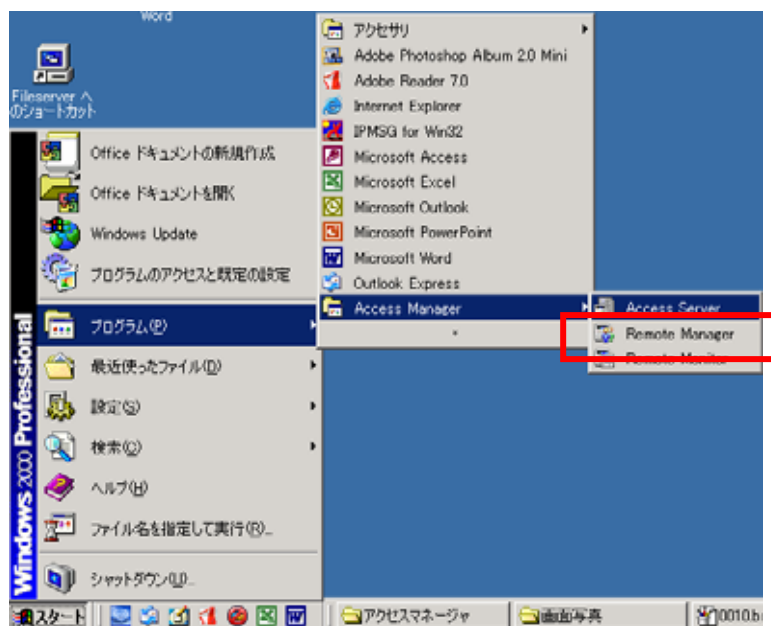 Word
Fileserver へ
のショートカット
Office ドキュメントの新規作成
Office ドキュメントを開く
Windows Update
プログラムのアクセスと既定の設定
プログラム(P)
最近使ったファイル(D)
設定(S)
検索(C)
ヘルプ(H)
ファイル名を指定して実行(R)...
シャットダウン(U)...
Windows 2000 Professional
アクセサリ
Adobe Photoshop Album 2.0 Mini
Adobe Reader 7.0
Internet Explorer
IPMSG for Win32
Microsoft Access
Microsoft Excel
Microsoft Outlook
Microsoft PowerPoint
Microsoft Word
Outlook Express
Access Manager
Access Server
Remote Manager
Remote Monitor
スタート
アクセスマネージャ
画面写真
0010.b